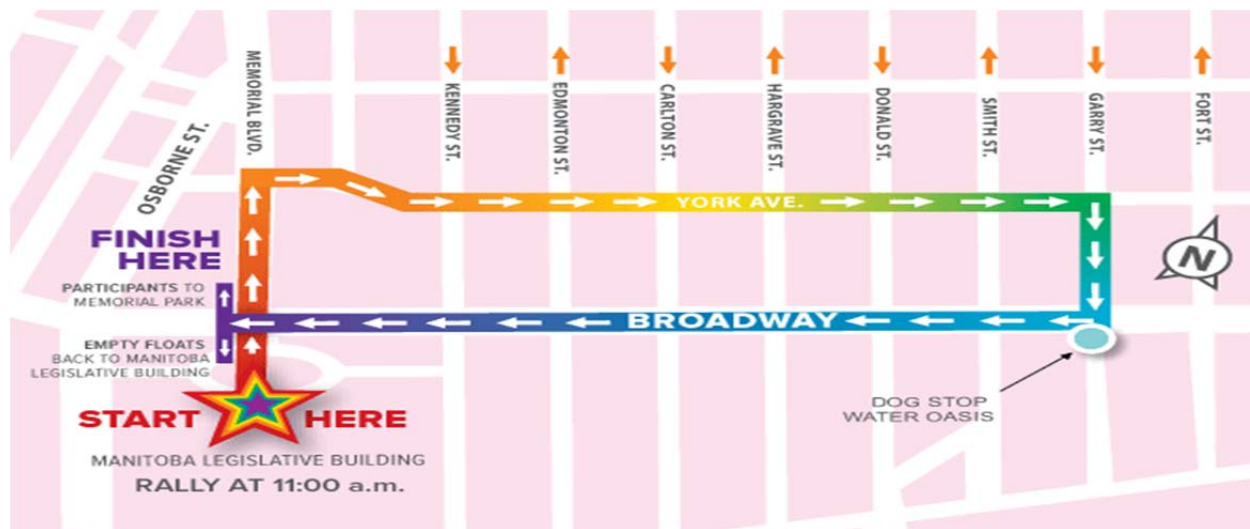 MEMORIAL BLVD.
OSBORNE ST.
KENNEDY ST.
EDMONTON ST.
CARLTON ST.
HARGRAVE ST.
DONALD ST.
SMITH ST.
GARRY ST.
FORT ST.
YORK AVE.
N
FINISH
HERE
PARTICIPANTS TO
MEMORIAL PARK
BROADWAY
EMPTY FLOATS
BACK TO MANITOBA
LEGISLATIVE BUILDING
DOG STOP
WATER OASIS
START HERE
MANITOBA LEGISLATIVE BUILDING
RALLY AT 11:00 a.m.